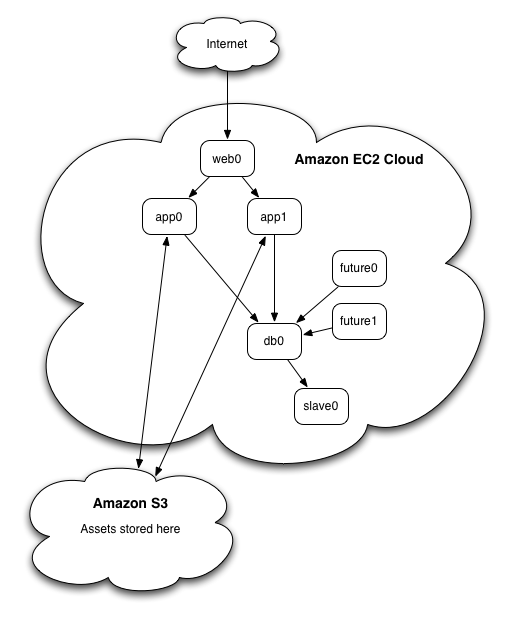 Internet
web0
Amazon EC2 Cloud
app0
app1
future0
future1
db0
slave0
Amazon S3
Assets stored here